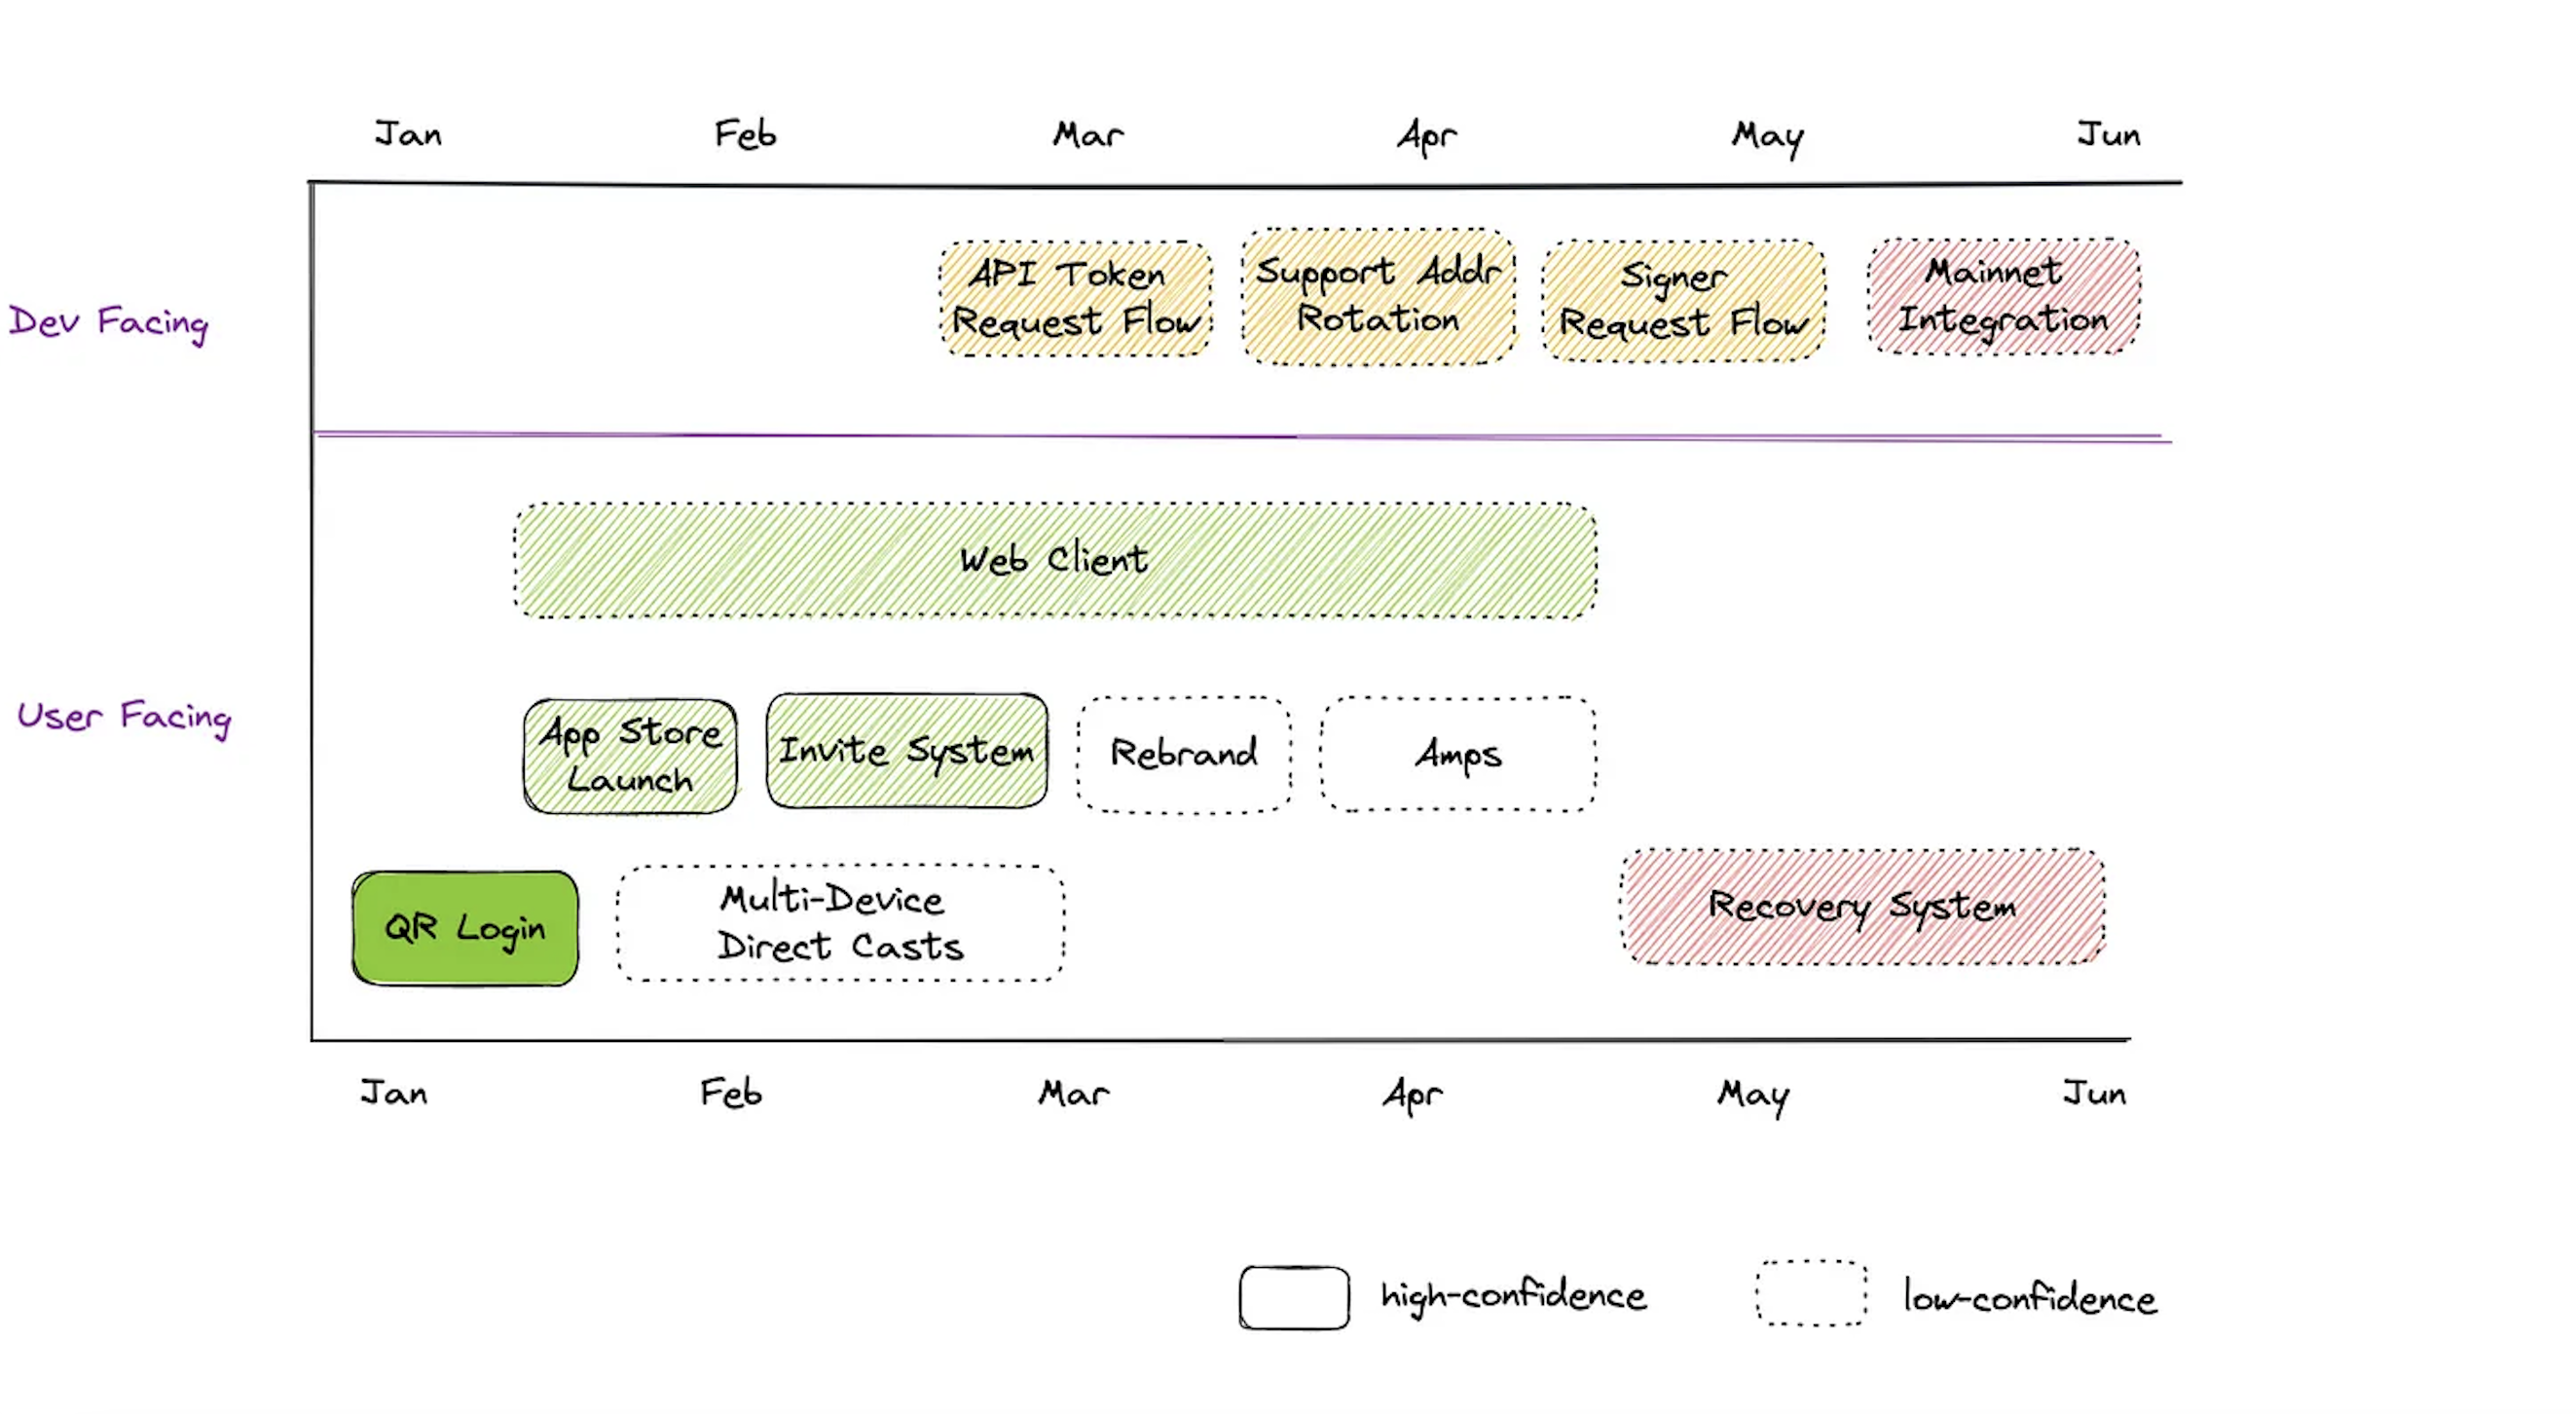 Jan Feb Mar Apr May Jun
Dev Facing
API Token
Request Flow
Support Addr
Rotation
Signer
Request Flow
Mainnet
Integration
Web Client
User Facing
App Store
Launch
Invite System
Rebrand
Amps
QR Login
Multi-Device
Direct Casts
Recovery System
Jan Feb Mar Apr May Jun
high-confidence
low-confidence